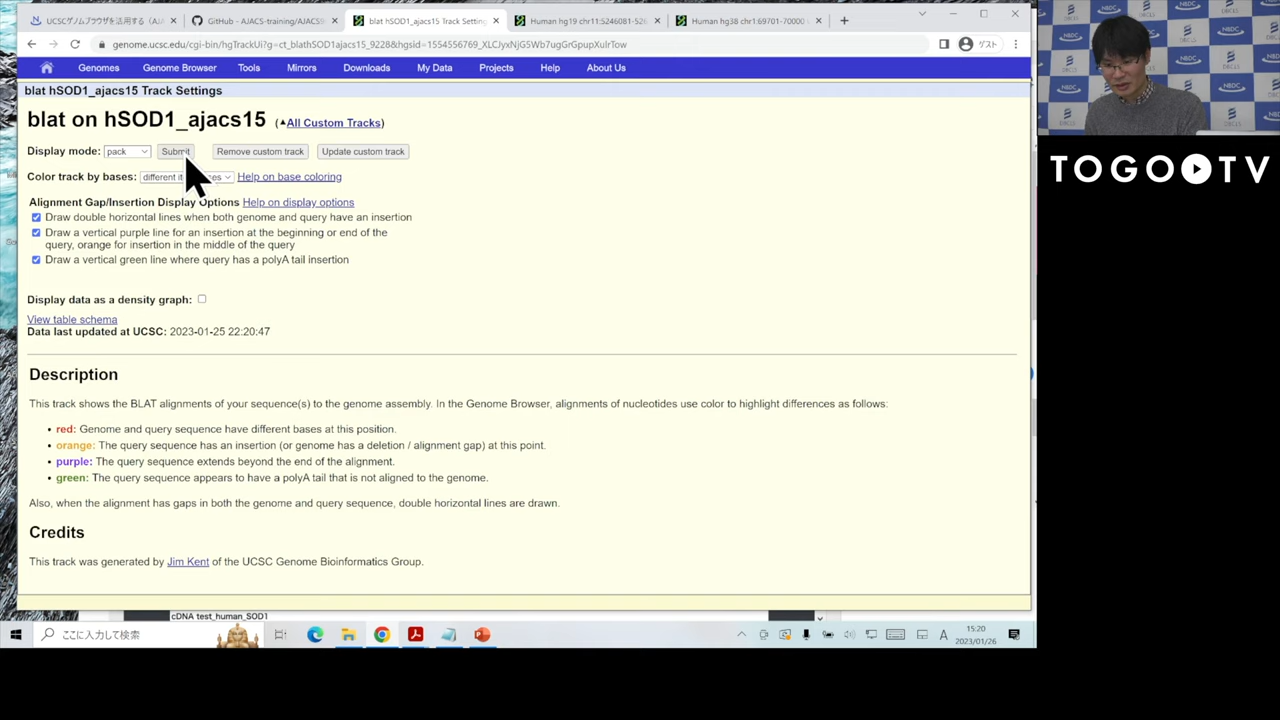 UCSCゲノムブラウザを活用する (AJ
GitHub - AJACS-training/AJACS9
blat hSOD1_ajacs15 Track Setting
Human hg19 chr11:5246081-526
Human hg38 chr1:69701-70000
genome.ucsc.edu/cgi-bin/hgTrackUi?g=ct_blathSOD1ajacs15_9228&hgsid=1554556769_XLCJyxNjG5Wb7ugGrGpupXulrTow
ゲスト
Genomes Genome Browser Tools Mirrors Downloads My Data Projects Help About Us
blat hSOD1_ajacs15 Track Settings
blat on hSOD1_ajacs15 (All Custom Tracks)
Display mode: pack Submit Remove custom track Update custom track
Color track by bases: Help on base coloring
Alignment Gap/Insertion Display Options Help on display options
Draw double horizontal lines when both genome and query have an insertion
Draw a vertical purple line for an insertion at the beginning or end of the
query, orange for insertion in the middle of the query
Draw a vertical green line where query has a polyA tail insertion
Display data as a density graph:
View table schema
Data last updated at UCSC: 2023-01-25 22:20:47
Description
This track shows the BLAT alignments of your sequence(s) to the genome assembly. In the Genome Browser, alignments of nucleotides use color to highlight differences as follows:
• red: Genome and query sequence have different bases at this position.
• orange: The query sequence has an insertion (or genome has a deletion / alignment gap) at this point.
• purple: The query sequence extends beyond the end of the alignment.
• green: The query sequence appears to have a polyA tail that is not aligned to the genome.
Also, when the alignment has gaps in both the genome and query sequence, double horizontal lines are drawn.
Credits
This track was generated by Jim Kent of the UCSC Genome Bioinformatics Group.
cDNA test_human_SOD1
ここに入力して検索
A
15:20
2023/01/26
NBDC
DBCLS
TOGO TV